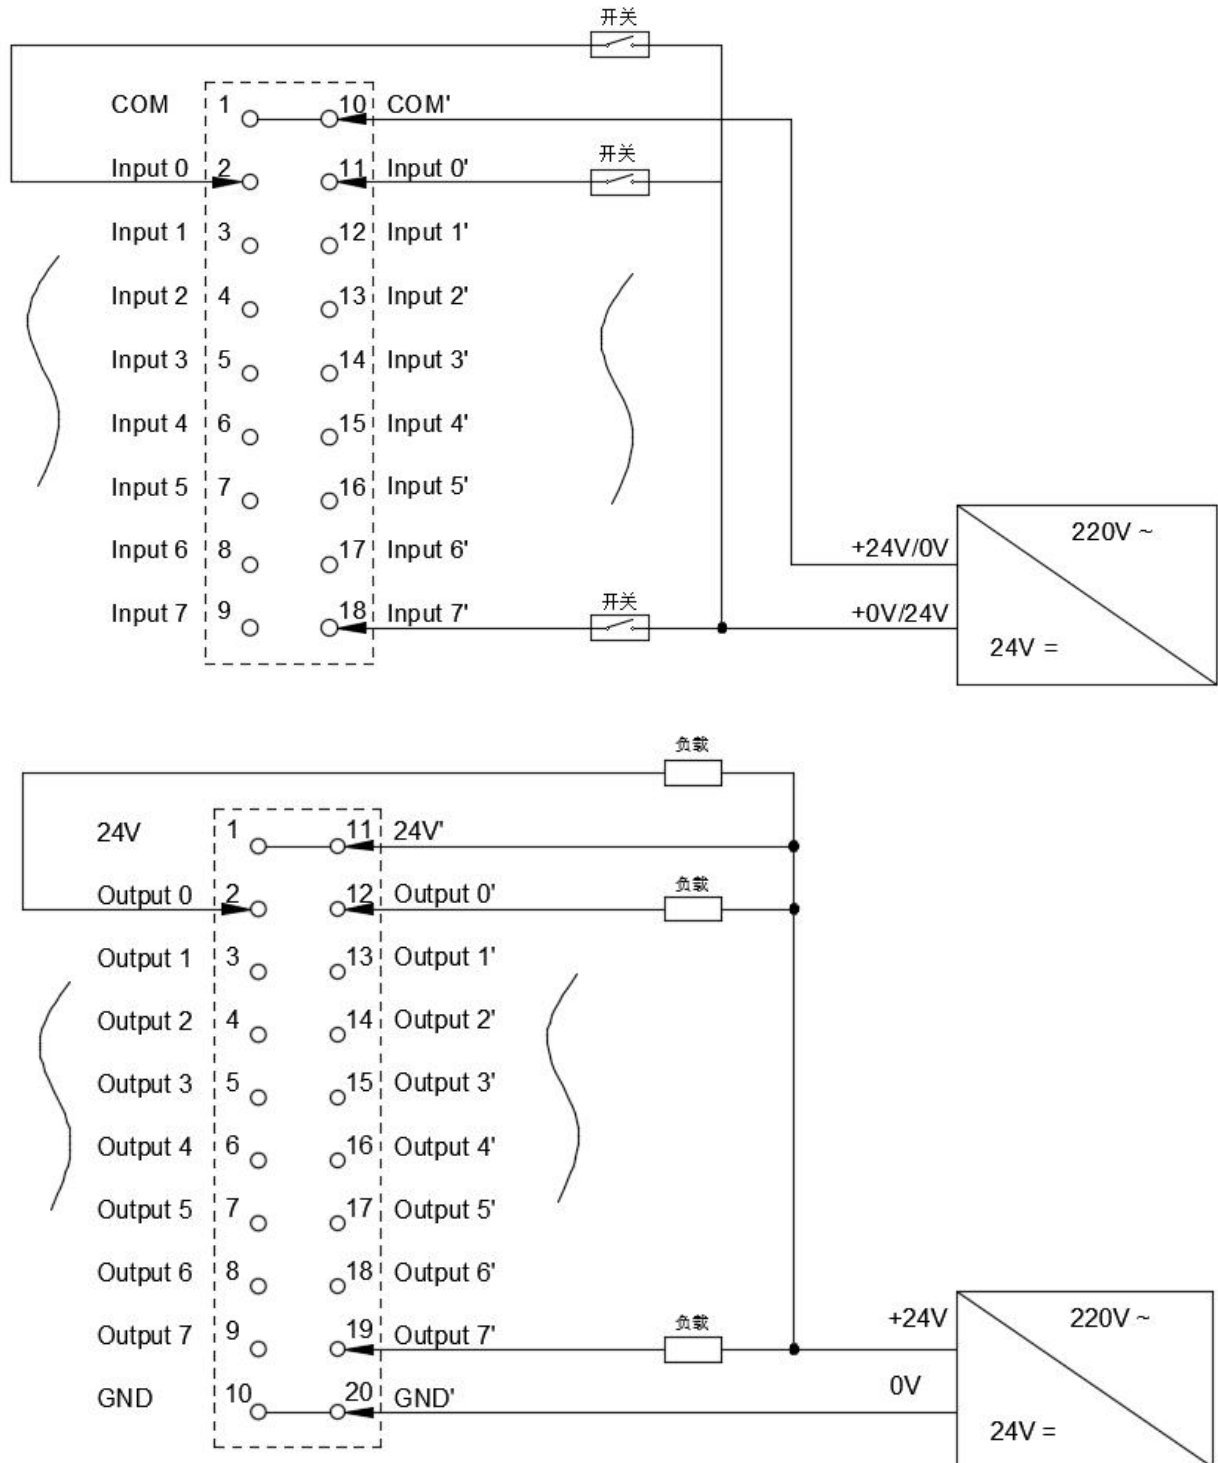 开关
COM 1 10 COM'
开关
Input 0 2 11 Input 0'
Input 1 3 12 Input 1'
Input 2 4 13 Input 2'
Input 3 5 14 Input 3'
Input 4 6 15 Input 4'
Input 5 7 16 Input 5'
220V ~
Input 6 8 17 Input 6'
+24V/0V
开关
Input 7 9 18 Input 7'
+0V/24V
24V =
负载
24V 1 11 24V'
负载
Output 0 2 12 Output 0'
Output 1 3 13 Output 1'
Output 2 4 14 Output 2'
Output 3 5 15 Output 3'
Output 4 6 16 Output 4'
Output 5 7 17 Output 5'
Output 6 8 18 Output 6'
+24V 220V ~
负载
Output 7 9 19 Output 7'
0V
GND 10 20 GND'
24V =